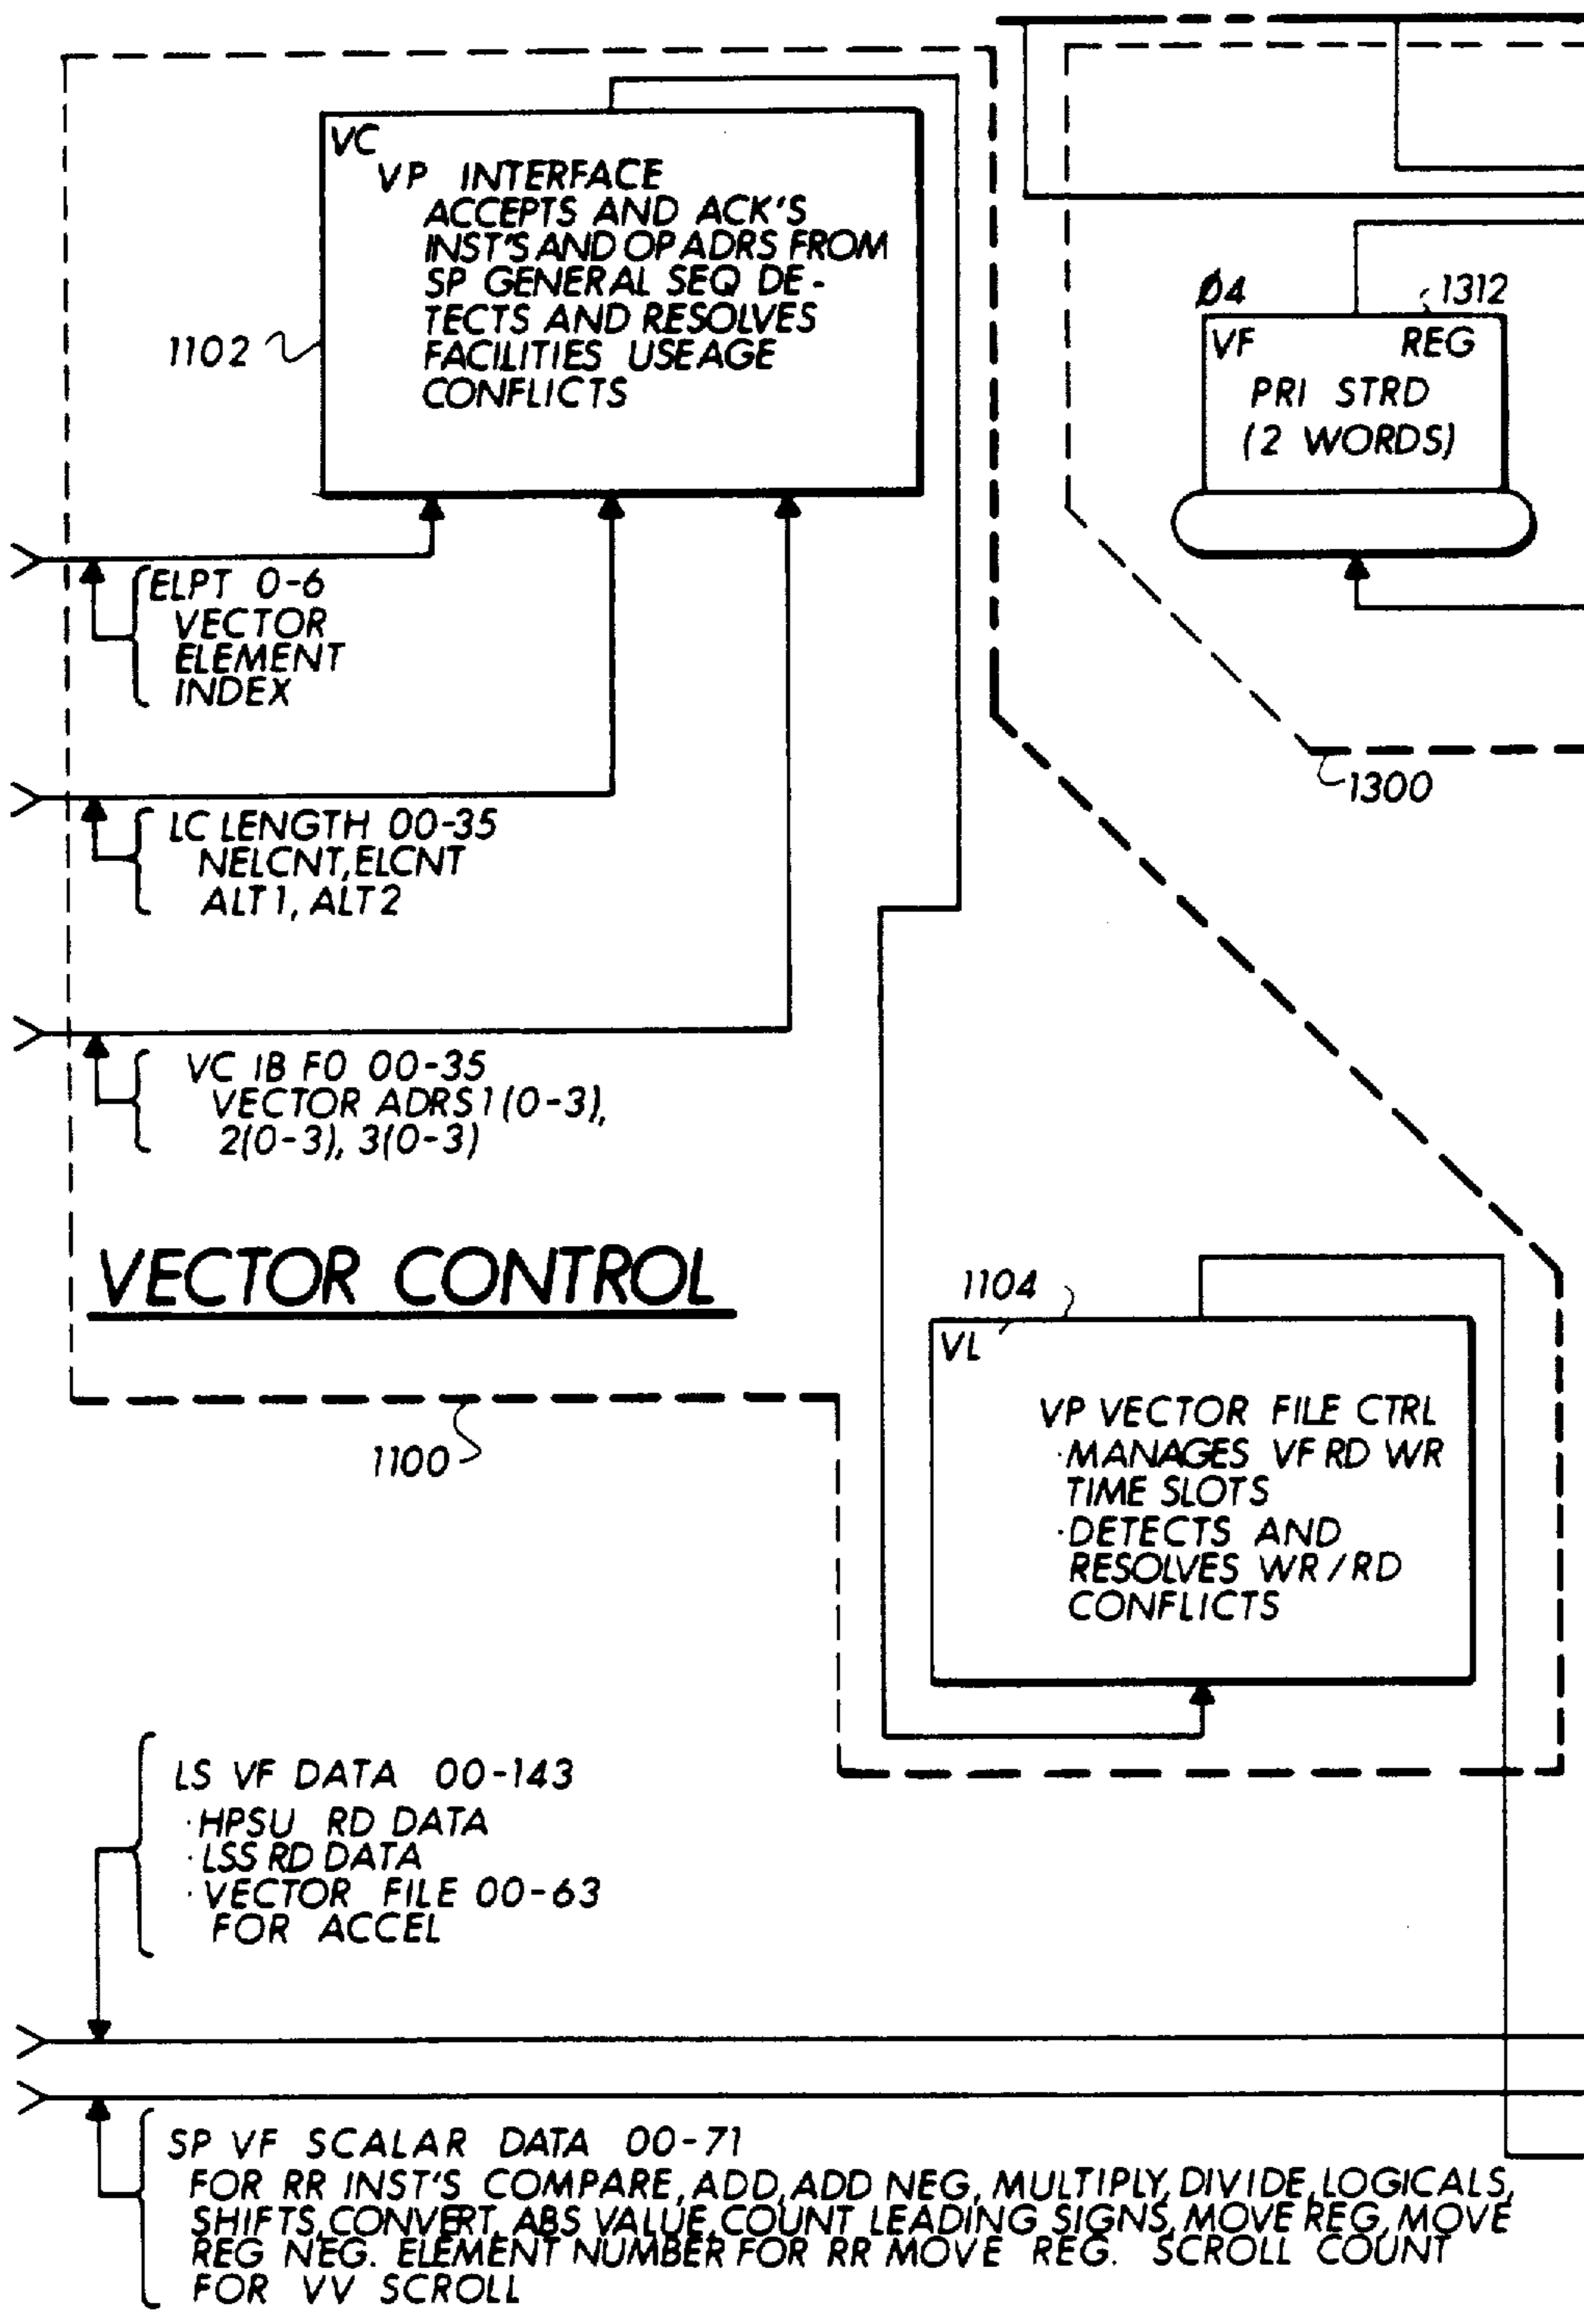 VC
VP INTERFACE
ACCEPTS AND ACK'S
INST'S AND OP ADRS FROM
SP GENERAL SEQ DE-
TECTS AND RESOLVES
FACILITIES USEAGE
CONFLICTS
1102
Ø4
1312
VF REG
PRI STRD
(2 WORDS)
1300
ELPT 0-6
VECTOR
ELEMENT
INDEX
LC LENGTH 00-35
NELCNT, ELCNT
ALT1, ALT2
VC IB F0 00-35
VECTOR ADRS 1(0-3),
2(0-3), 3(0-3)
VECTOR CONTROL
1100
1104
VL
VP VECTOR FILE CTRL
·MANAGES VF RD WR
TIME SLOTS
·DETECTS AND
RESOLVES WR/RD
CONFLICTS
LS VF DATA 00-143
·HPSU RD DATA
·LSS RD DATA
·VECTOR FILE 00-63
FOR ACCEL
SP VF SCALAR DATA 00-71
FOR RR INST'S COMPARE, ADD, ADD NEG, MULTIPLY, DIVIDE, LOGICALS,
SHIFTS, CONVERT, ABS VALUE, COUNT LEADING SIGNS, MOVE REG, MOVE
REG NEG. ELEMENT NUMBER FOR RR MOVE REG. SCROLL COUNT
FOR VV SCROLL